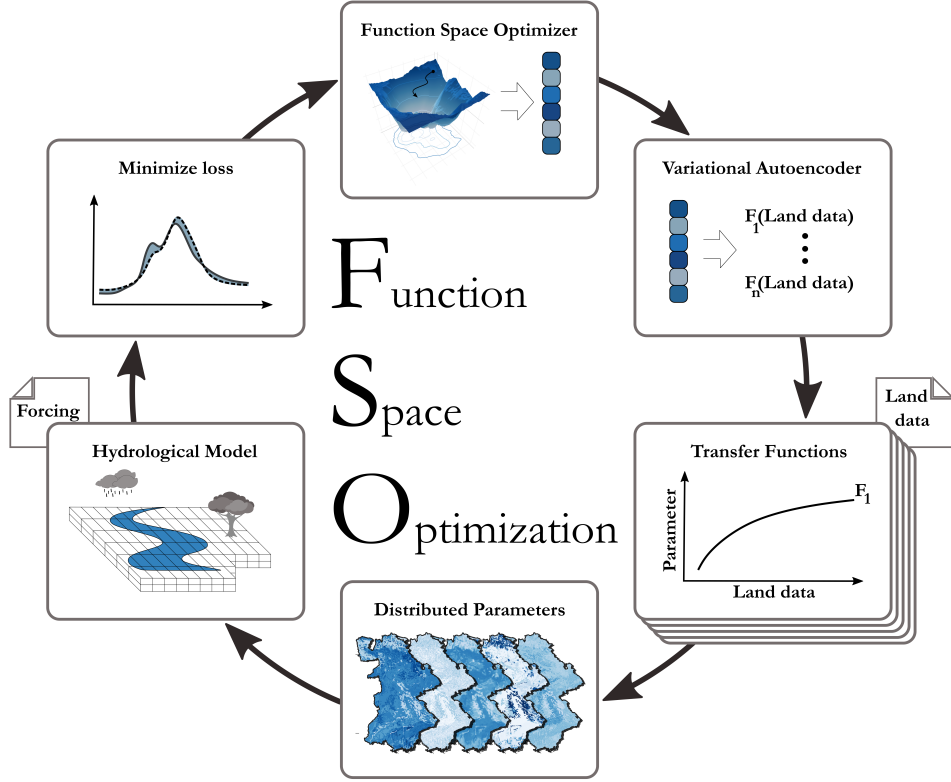 Function Space Optimizer
Minimize loss
Variational Autoencoder
F1(Land data)
Fn(Land data)
Function
Space
Optimization
Forcing
Land
data
Hydrological Model
Transfer Functions
F1
Parameter
Land data
Distributed Parameters